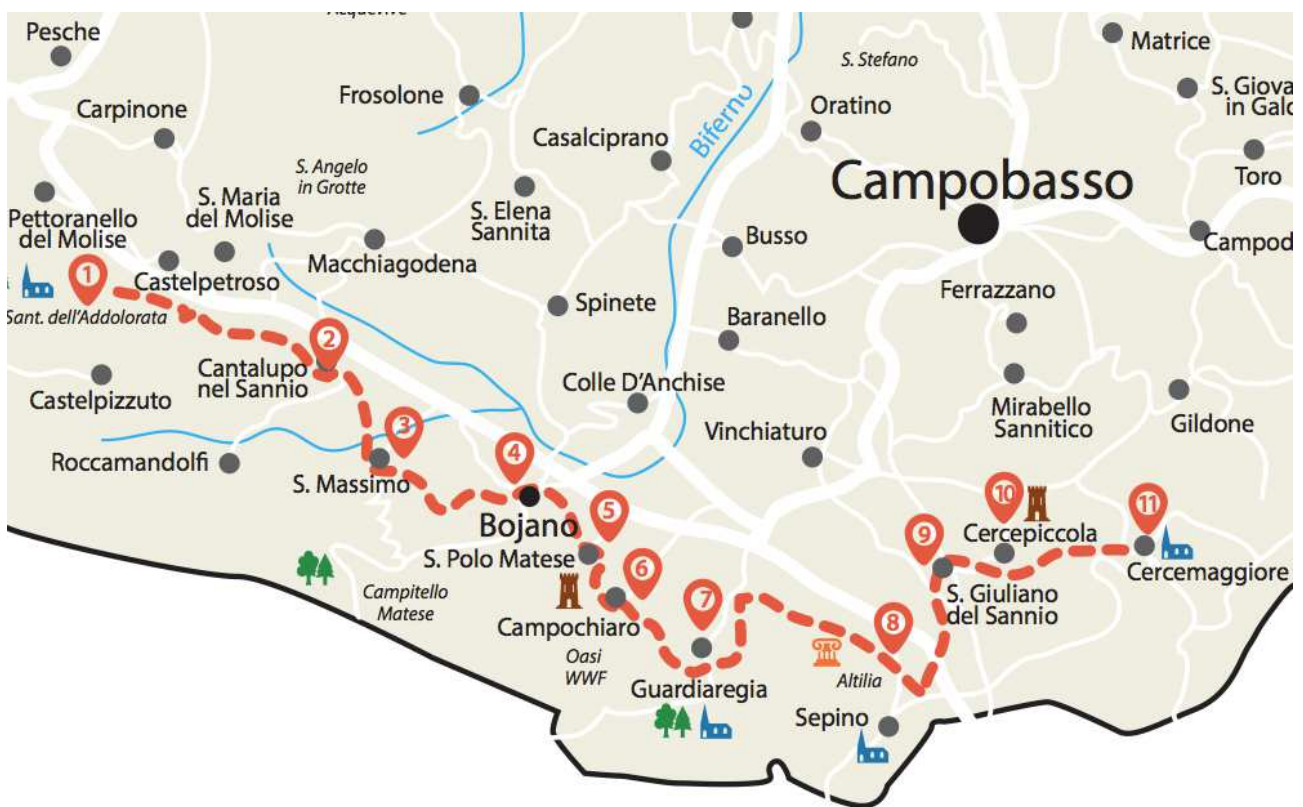 Acquevive
Pesche
Matrice
S. Stefano
Frosolone
S. Giova
in Galc
Carpinone
Oratino
Casalciprano
Biferno
S. Angelo
in Grotte
Campobasso
Toro
S. Maria
del Molise
Pettoranello
del Molise
S. Elena
Sannita
Busso
Campod
Macchiagodena
1
Castelpetroso
Ferrazzano
Sant. dell'Addolorata
Spinete
Baranello
2
Cantalupo
nel Sannio
Colle D'Anchise
Castelpizzuto
Mirabello
Sannitico
Gildone
3
Vinchiaturo
4
Roccamandolfi
S. Massimo
10
11
5
Bojano
Cercepiccola
9
S. Polo Matese
Cercemaggiore
6
Campitello
Matese
7
S. Giuliano
del Sannio
Campochiaro
8
Oasi
WWF
Guardiaregia
Altilia
Sepino